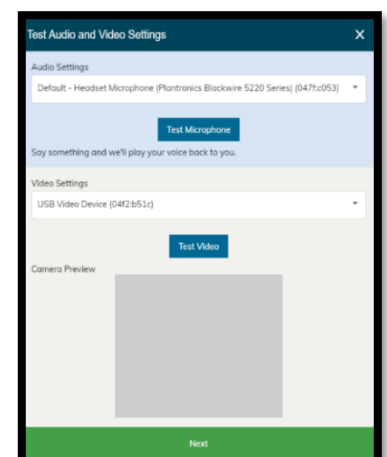 Test Audio and Video Settings X
Audio Settings
Default - Headset Microphone (Plantronics Blackwire 5220 Series) (047f:c053)
Test Microphone
Say something and we'll play your voice back to you.
Video Settings
USB Video Device (04f2:b51c)
Test Video
Camera Preview
Next